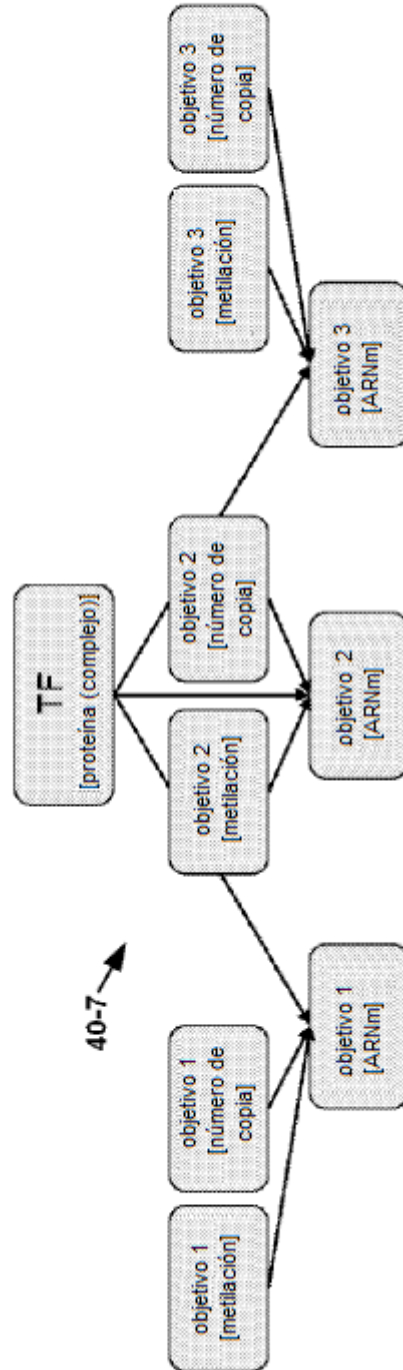 TF
[proteína (complejo)]
40-7
objetivo 1
[metilación]
objetivo 1
[número de
copia]
objetivo 2
[metilación]
objetivo 2
[número de
copia]
objetivo 3
[metilación]
objetivo 3
[número de
copia]
objetivo 1
[ARNm]
objetivo 2
[ARNm]
objetivo 3
[ARNm]